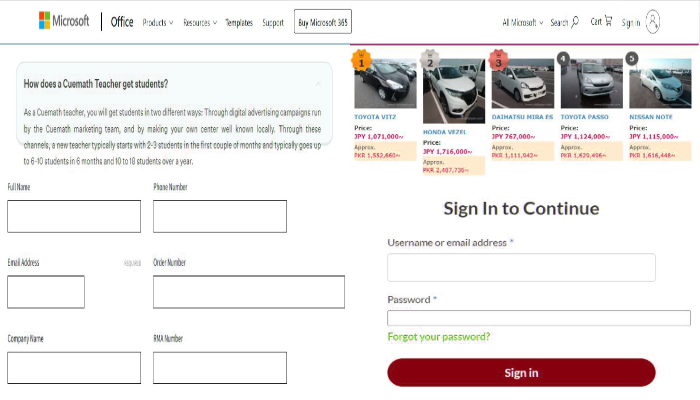 Microsoft Office Products Resources Templates Support Buy Microsoft 365 All Microsoft Search Cart Sign in
How does a Cuemath Teacher get students?
As a Cuemath teacher, you will get students in two different ways: Through digital advertising campaigns run
by the Cuemath marketing team, and by making your own center well known locally. Through these
channels, a new teacher typically starts with 2-3 students in the first couple of months and typically goes up
to 6-10 students in 6 months and 10 to 18 students over a year.
Full Name
Phone Number
Email Address
REQUIRED
Order Number
Company Name
RMA Number
1
TOYOTA VITZ
Price:
JPY 1,071,000~
Approx.
PKR 1,552,660~
2
HONDA VEZEL
Price:
JPY 1,716,000~
Approx.
PKR 2,487,735~
3
DAIHATSU MIRA ES
Price:
JPY 767,000~
Approx.
PKR 1,111,942~
4
TOYOTA PASSO
Price:
JPY 1,124,000~
Approx.
PKR 1,629,496~
5
NISSAN NOTE
Price:
JPY 1,115,000~
Approx.
PKR 1,616,448~
Sign In to Continue
Username or email address *
Password *
Forgot your password?
Sign in